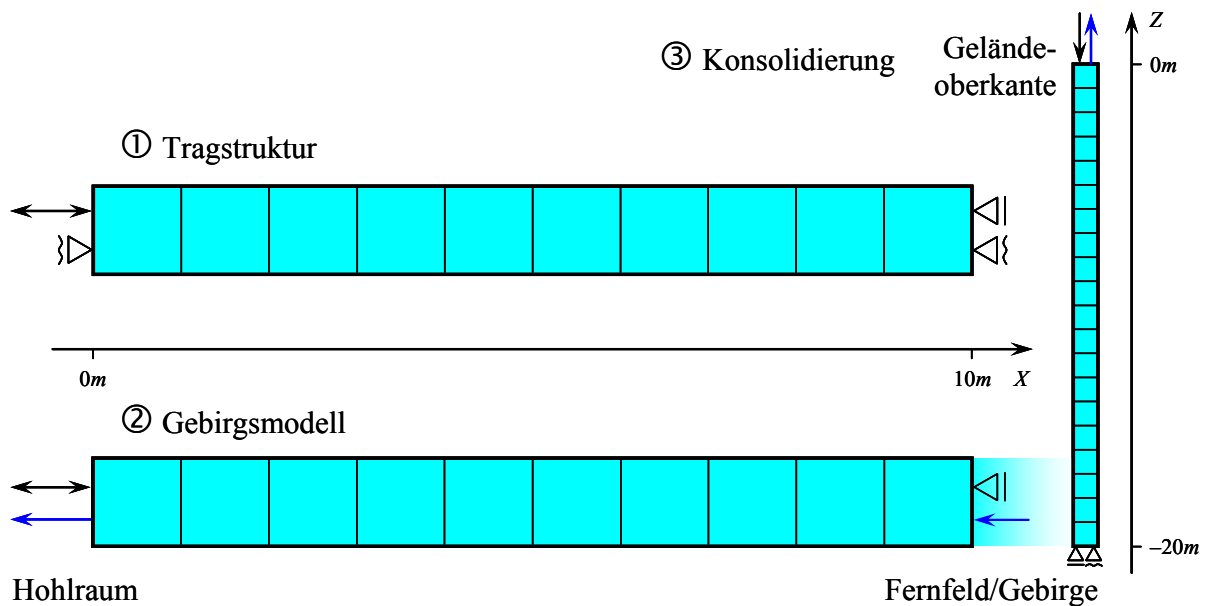 ③ Konsolidierung
Gelände-
oberkante
Z
0m
① Tragstruktur
0m
10m X
② Gebirgsmodell
–20m
Hohlraum
Fernfeld/Gebirge